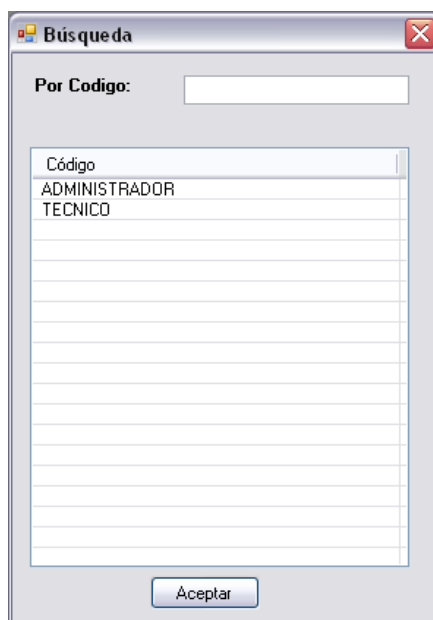 Búsqueda
Por Codigo:
Código
ADMINISTRADOR
TECNICO
Aceptar